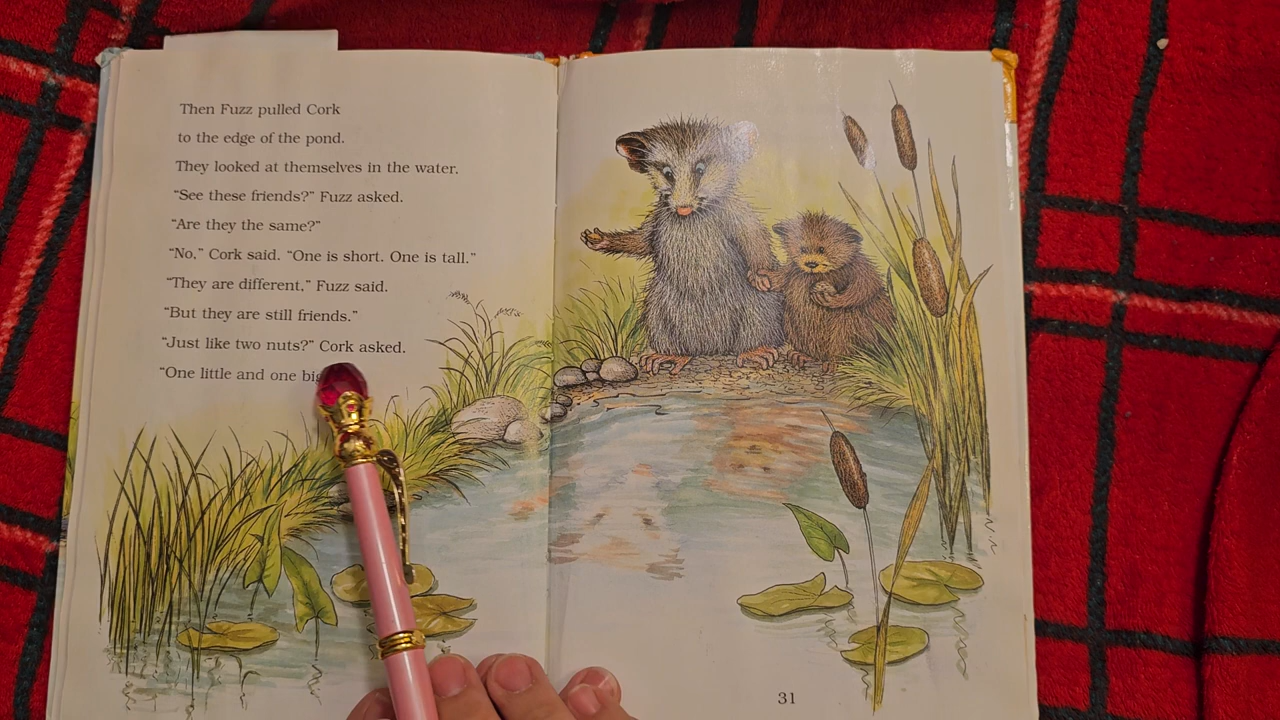 Then Fuzz pulled Cork
to the edge of the pond.
They looked at themselves in the water.
“See these friends?” Fuzz asked.
“Are they the same?”
“No,” Cork said. “One is short. One is tall.”
“They are different,” Fuzz said.
“But they are still friends.”
“Just like two nuts?” Cork asked.
“One little and one
31